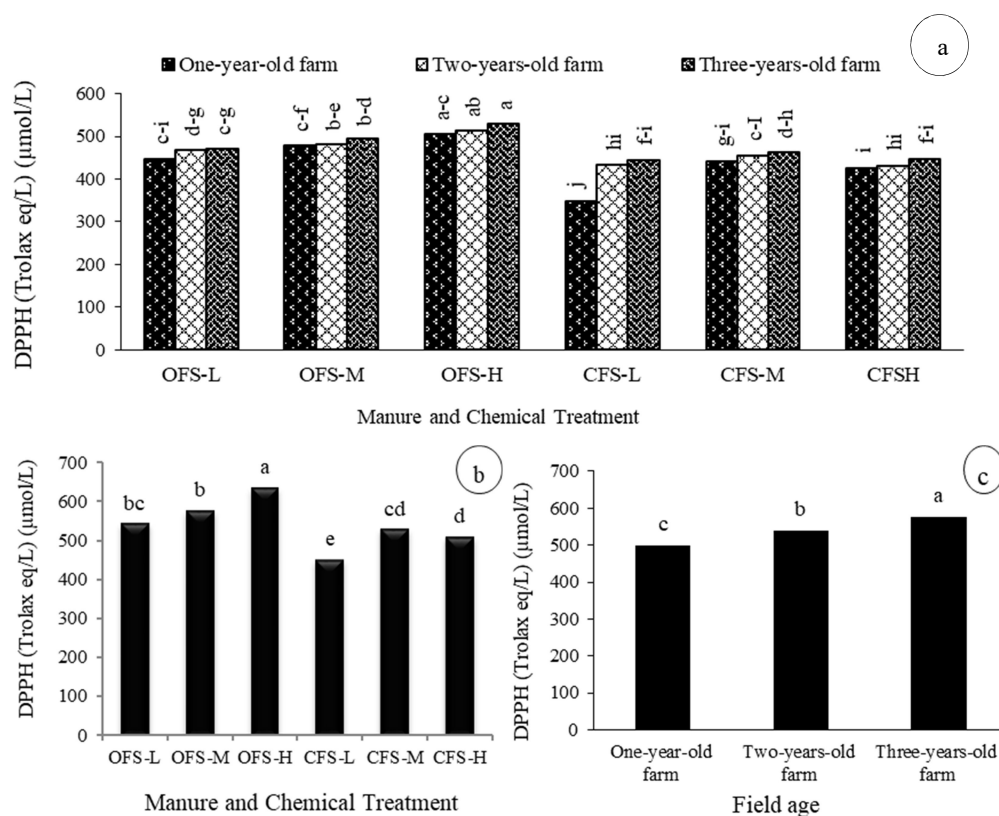 a
One-year-old farm Two-years-old farm Three-years-old farm
DPPH (Trolax eq/L) (μmol/L)
600
500
400
300
200
100
0
c-i d-g c-g c-f b-e b-d a-c ab a j hi f-i g-i c-I d-h i hi f-i
OFS-L OFS-M OFS-H CFS-L CFS-M CFSH
Manure and Chemical Treatment
b
DPPH (Trolax eq/L) (μmol/L)
700
600
500
400
300
200
100
0
bc b a e cd d
OFS-L OFS-M OFS-H CFS-L CFS-M CFS-H
Manure and Chemical Treatment
c
DPPH (Trolax eq/L) (μmol/L)
700
600
500
400
300
200
100
0
c b a
One-year-old Two-years-old Three-years-old
farm farm farm
Field age